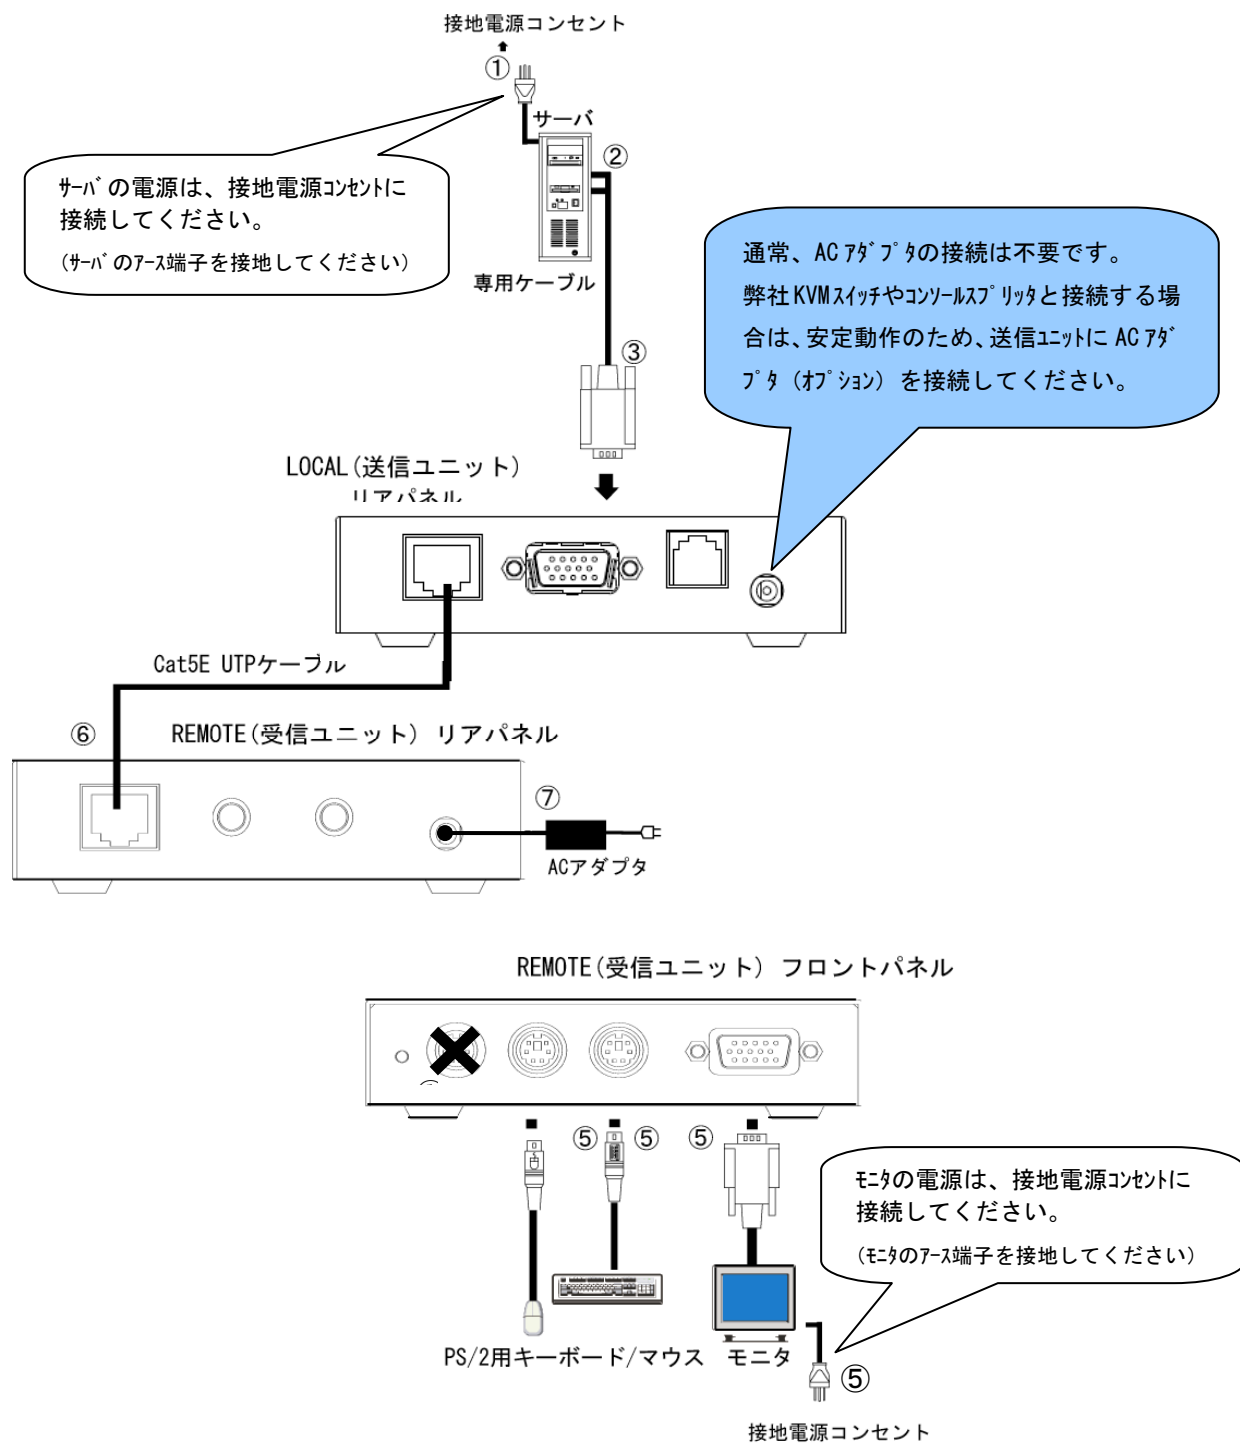 接地電源コンセント
①
サーバ
②
ｻｰﾊﾞの電源は、接地電源ｺﾝｾﾝﾄに
接続してください。
(ｻｰﾊﾞのｱｰｽ端子を接地してください)
専用ケーブル
通常、ACｱﾀﾞﾌﾟﾀの接続は不要です。
弊社KVMｽｲｯﾁやｺﾝｿｰﾙｽﾌﾟﾘｯﾀと接続する場
合は、安定動作のため、送信ﾕﾆｯﾄにACｱﾀﾞ
ﾌﾟﾀ（ｵﾌﾟｼｮﾝ）を接続してください。
③
LOCAL(送信ユニット)
リアパネル
Cat5E UTPケーブル
⑥
REMOTE(受信ユニット) リアパネル
⑦
ACアダプタ
REMOTE(受信ユニット) フロントパネル
⑤ ⑤ ⑤
ﾓﾆﾀの電源は、接地電源ｺﾝｾﾝﾄに
接続してください。
(ﾓﾆﾀのｱｰｽ端子を接地してください)
PS/2用キーボード/マウス モニタ
⑤
接地電源コンセント